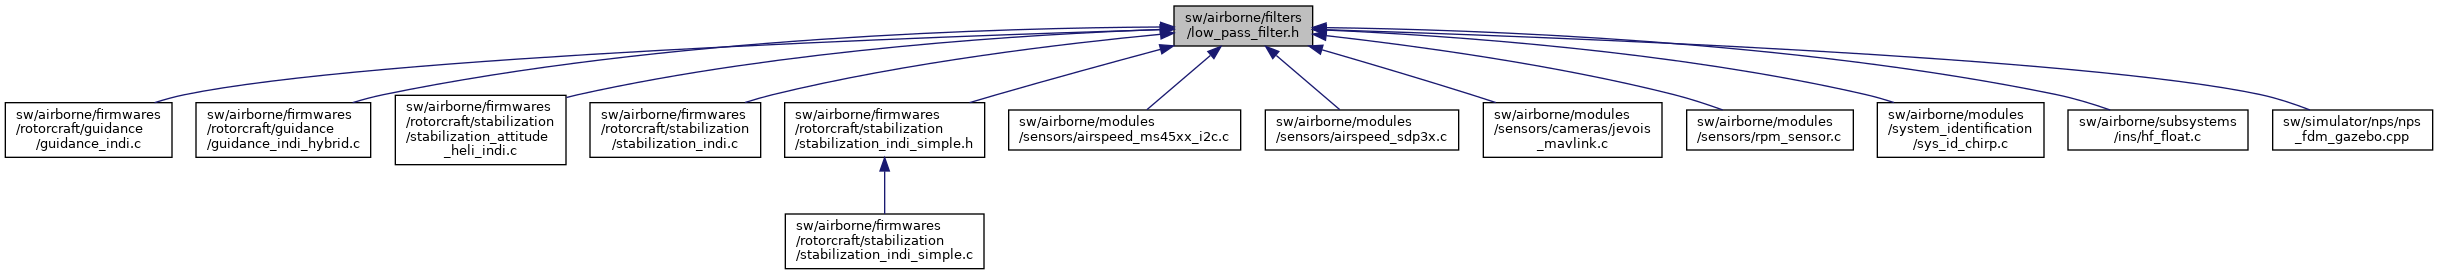 sw/airborne/filters
/low_pass_filter.h
sw/airborne/firmwares
/rotorcraft/guidance
/guidance_indi.c
sw/airborne/firmwares
/rotorcraft/guidance
/guidance_indi_hybrid.c
sw/airborne/firmwares
/rotorcraft/stabilization
/stabilization_attitude
_heli_indi.c
sw/airborne/firmwares
/rotorcraft/stabilization
/stabilization_indi.c
sw/airborne/firmwares
/rotorcraft/stabilization
/stabilization_indi_simple.h
sw/airborne/modules
/sensors/airspeed_ms45xx_i2c.c
sw/airborne/modules
/sensors/airspeed_sdp3x.c
sw/airborne/modules
/sensors/cameras/jevois
_mavlink.c
sw/airborne/modules
/sensors/rpm_sensor.c
sw/airborne/modules
/system_identification
/sys_id_chirp.c
sw/airborne/subsystems
/ins/hf_float.c
sw/simulator/nps/nps
_fdm_gazebo.cpp
sw/airborne/firmwares
/rotorcraft/stabilization
/stabilization_indi_simple.c